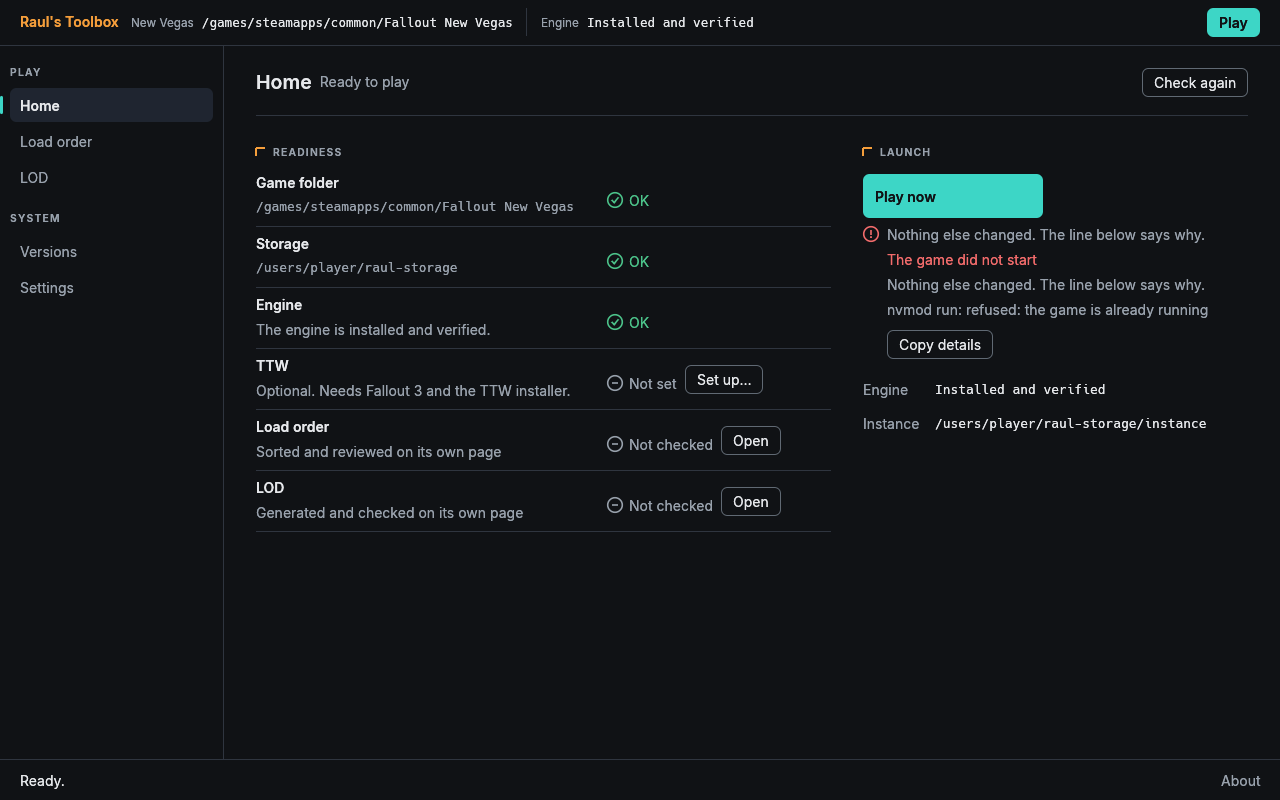 Raul's Toolbox New Vegas /games/steamapps/common/Fallout New Vegas Engine Installed and verified Play
PLAY
Home
Load order
LOD
SYSTEM
Versions
Settings
Home Ready to play Check again
READINESS
Game folder
/games/steamapps/common/Fallout New Vegas OK
Storage
/users/player/raul-storage OK
Engine
The engine is installed and verified. OK
TTW
Optional. Needs Fallout 3 and the TTW installer. Not set Set up...
Load order
Sorted and reviewed on its own page Not checked Open
LOD
Generated and checked on its own page Not checked Open
LAUNCH
Play now
Nothing else changed. The line below says why.
The game did not start
Nothing else changed. The line below says why.
nvmod run: refused: the game is already running
Copy details
Engine Installed and verified
Instance /users/player/raul-storage/instance
Ready. About